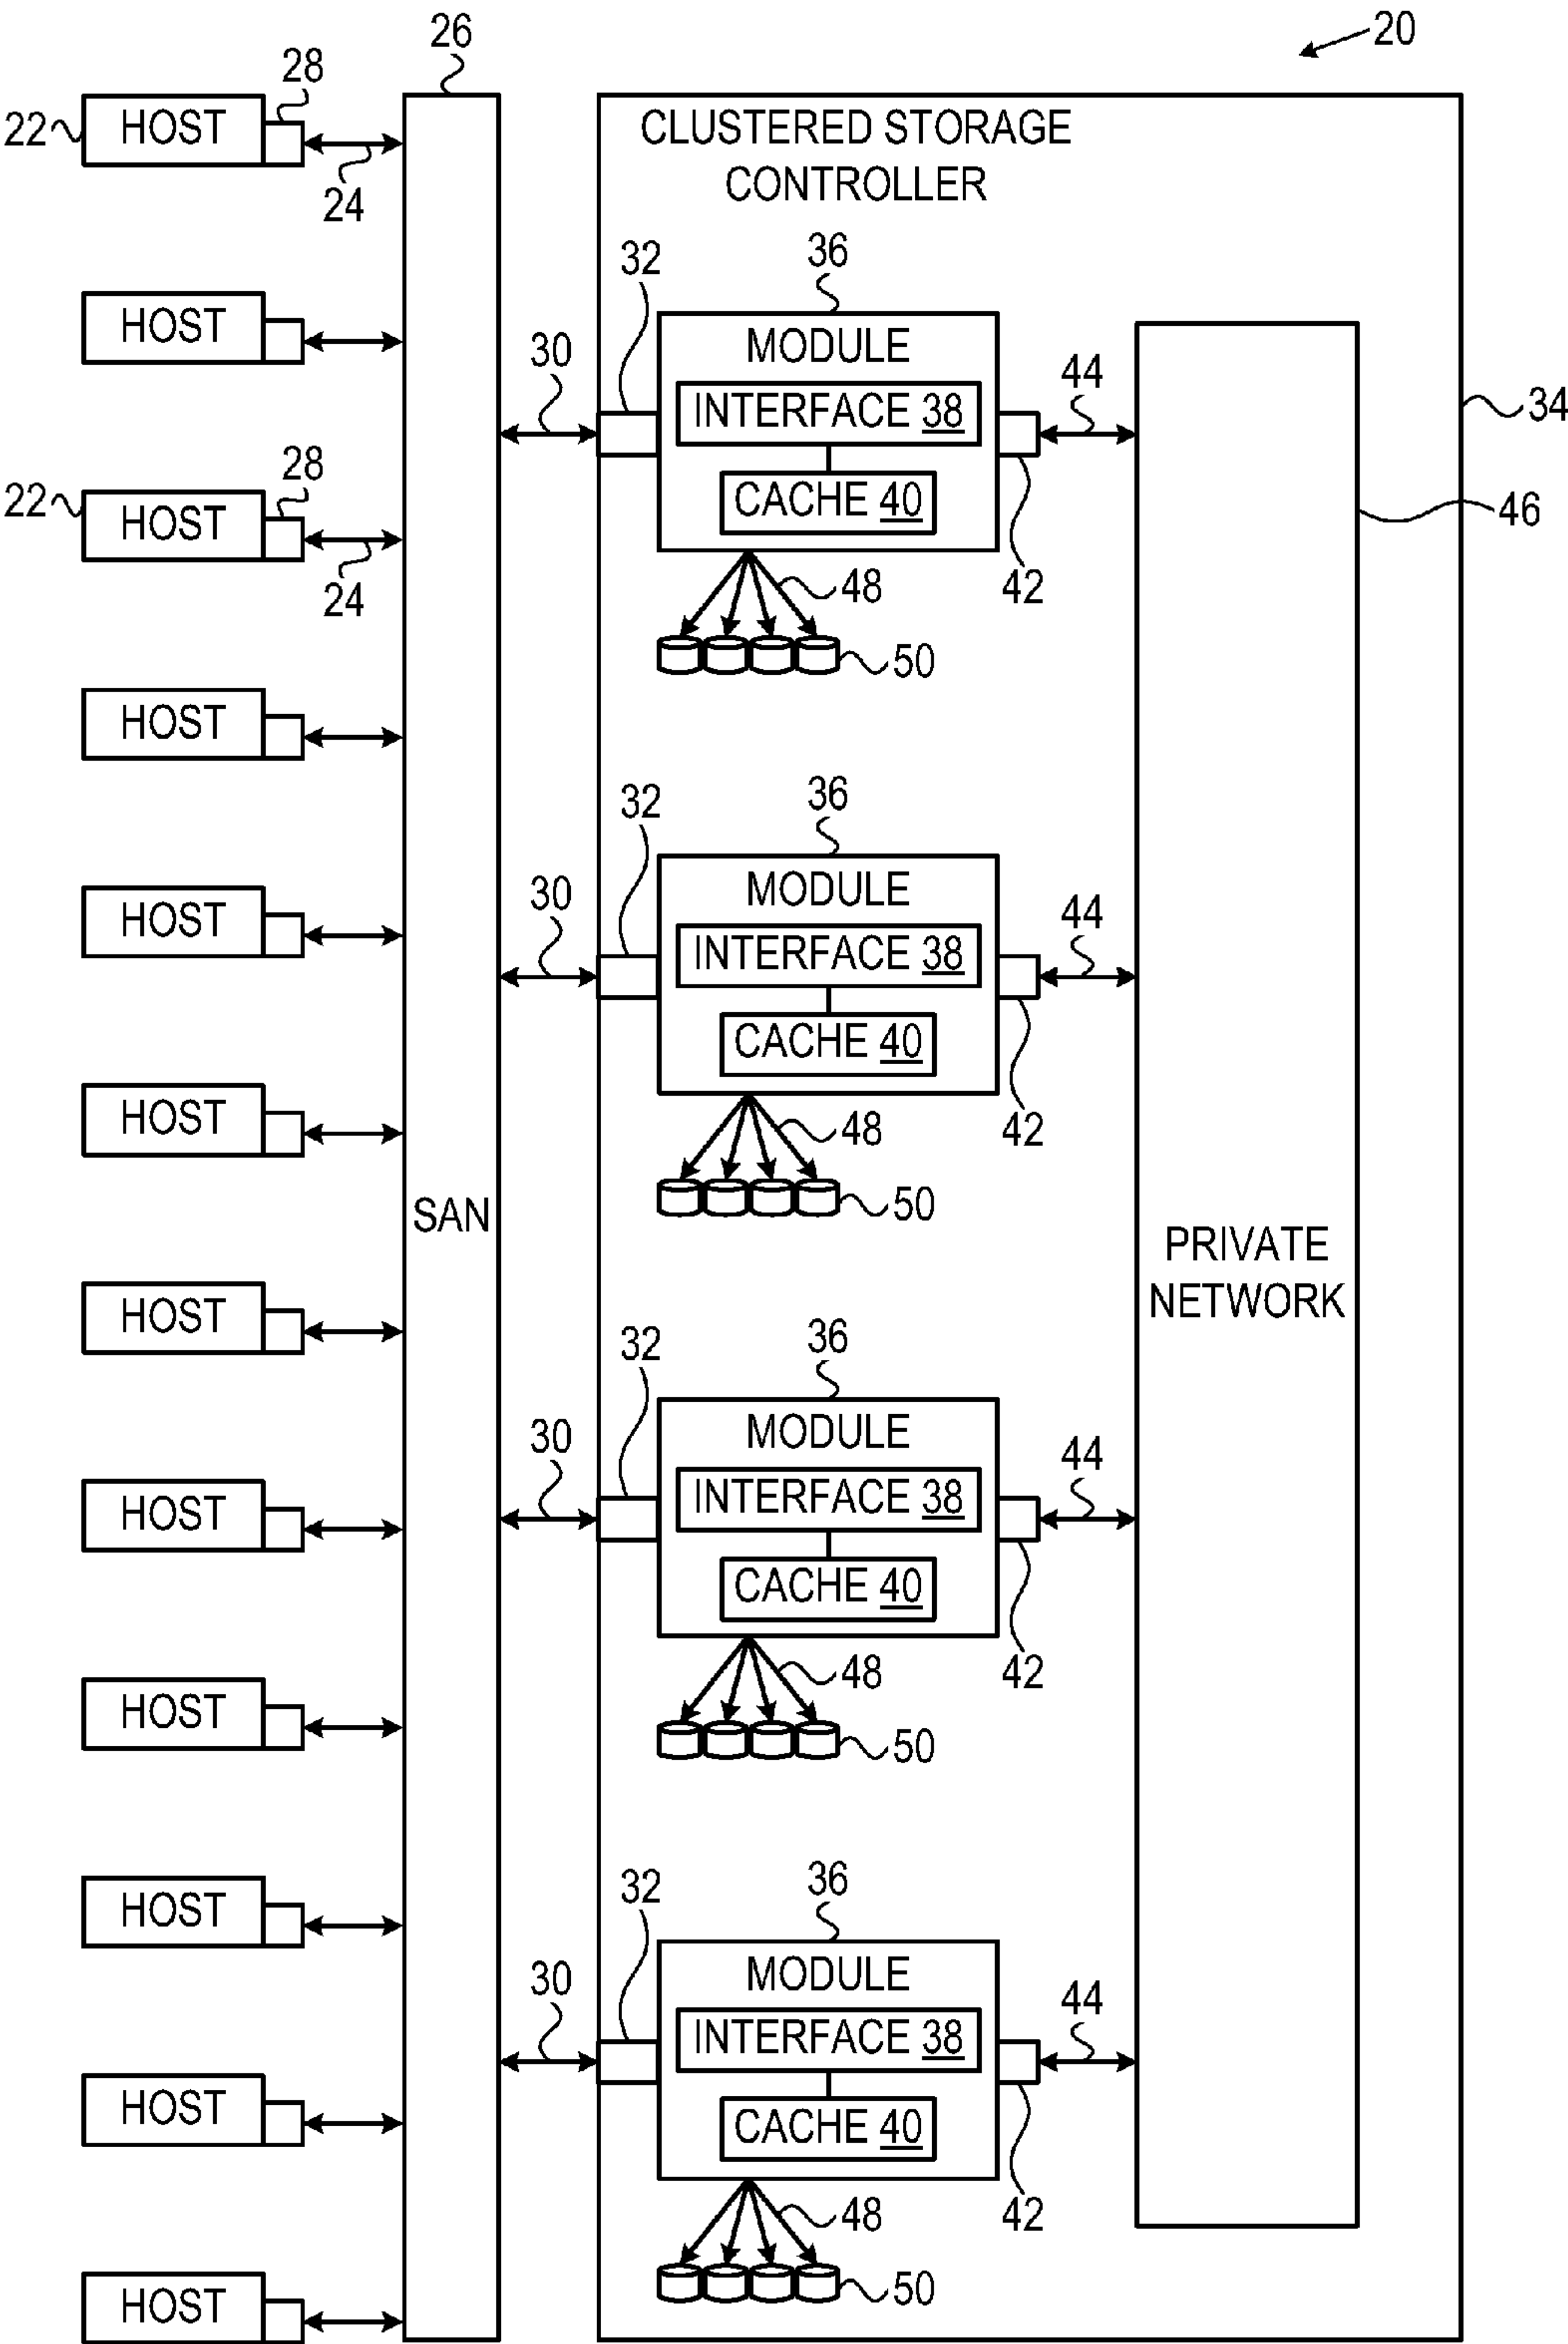 20
26
28
22 HOST
24
CLUSTERED STORAGE
CONTROLLER
HOST
32
36
MODULE
30
INTERFACE 38
44
34
CACHE 40
28
22 HOST
24
46
48
42
50
HOST
32
36
MODULE
HOST
30
INTERFACE 38
44
CACHE 40
HOST
48
42
50
SAN
PRIVATE
NETWORK
HOST
32
36
MODULE
30
INTERFACE 38
44
HOST
CACHE 40
48
42
HOST
50
32
36
HOST
MODULE
30
INTERFACE 38
44
HOST
CACHE 40
48
42
50
HOST